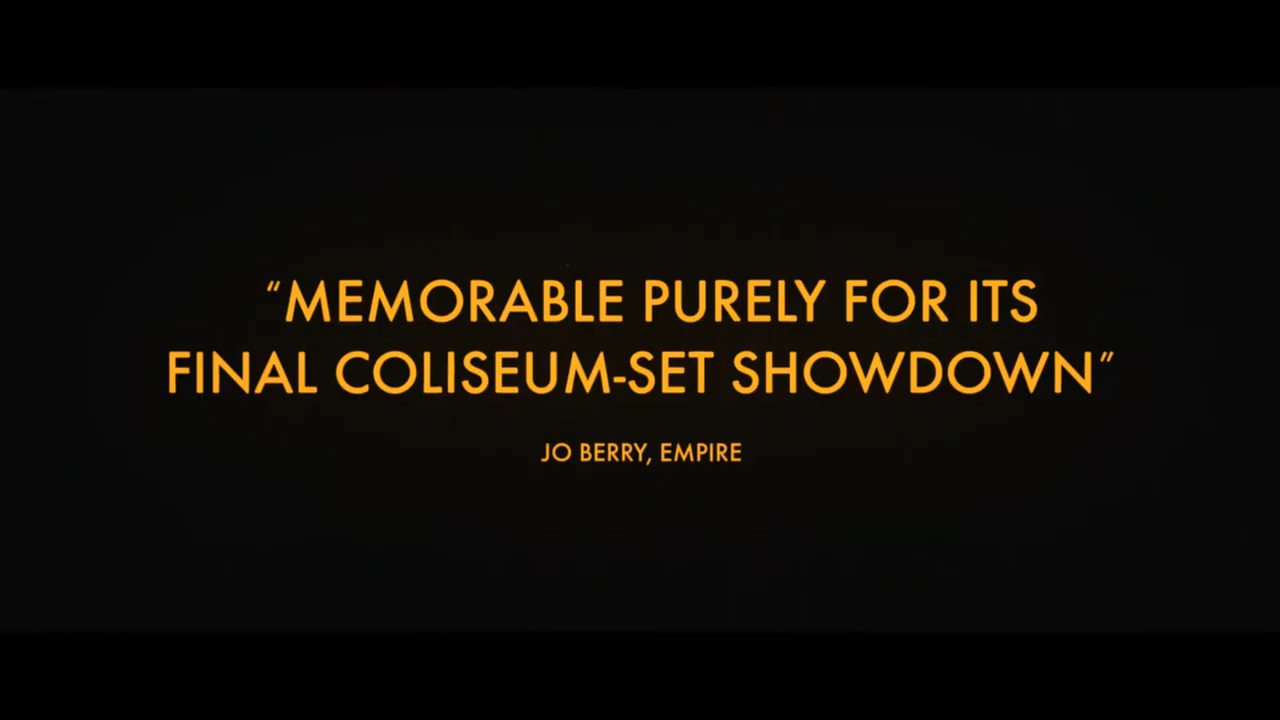 “MEMORABLE PURELY FOR ITS
FINAL COLISEUM-SET SHOWDOWN”
JO BERRY, EMPIRE